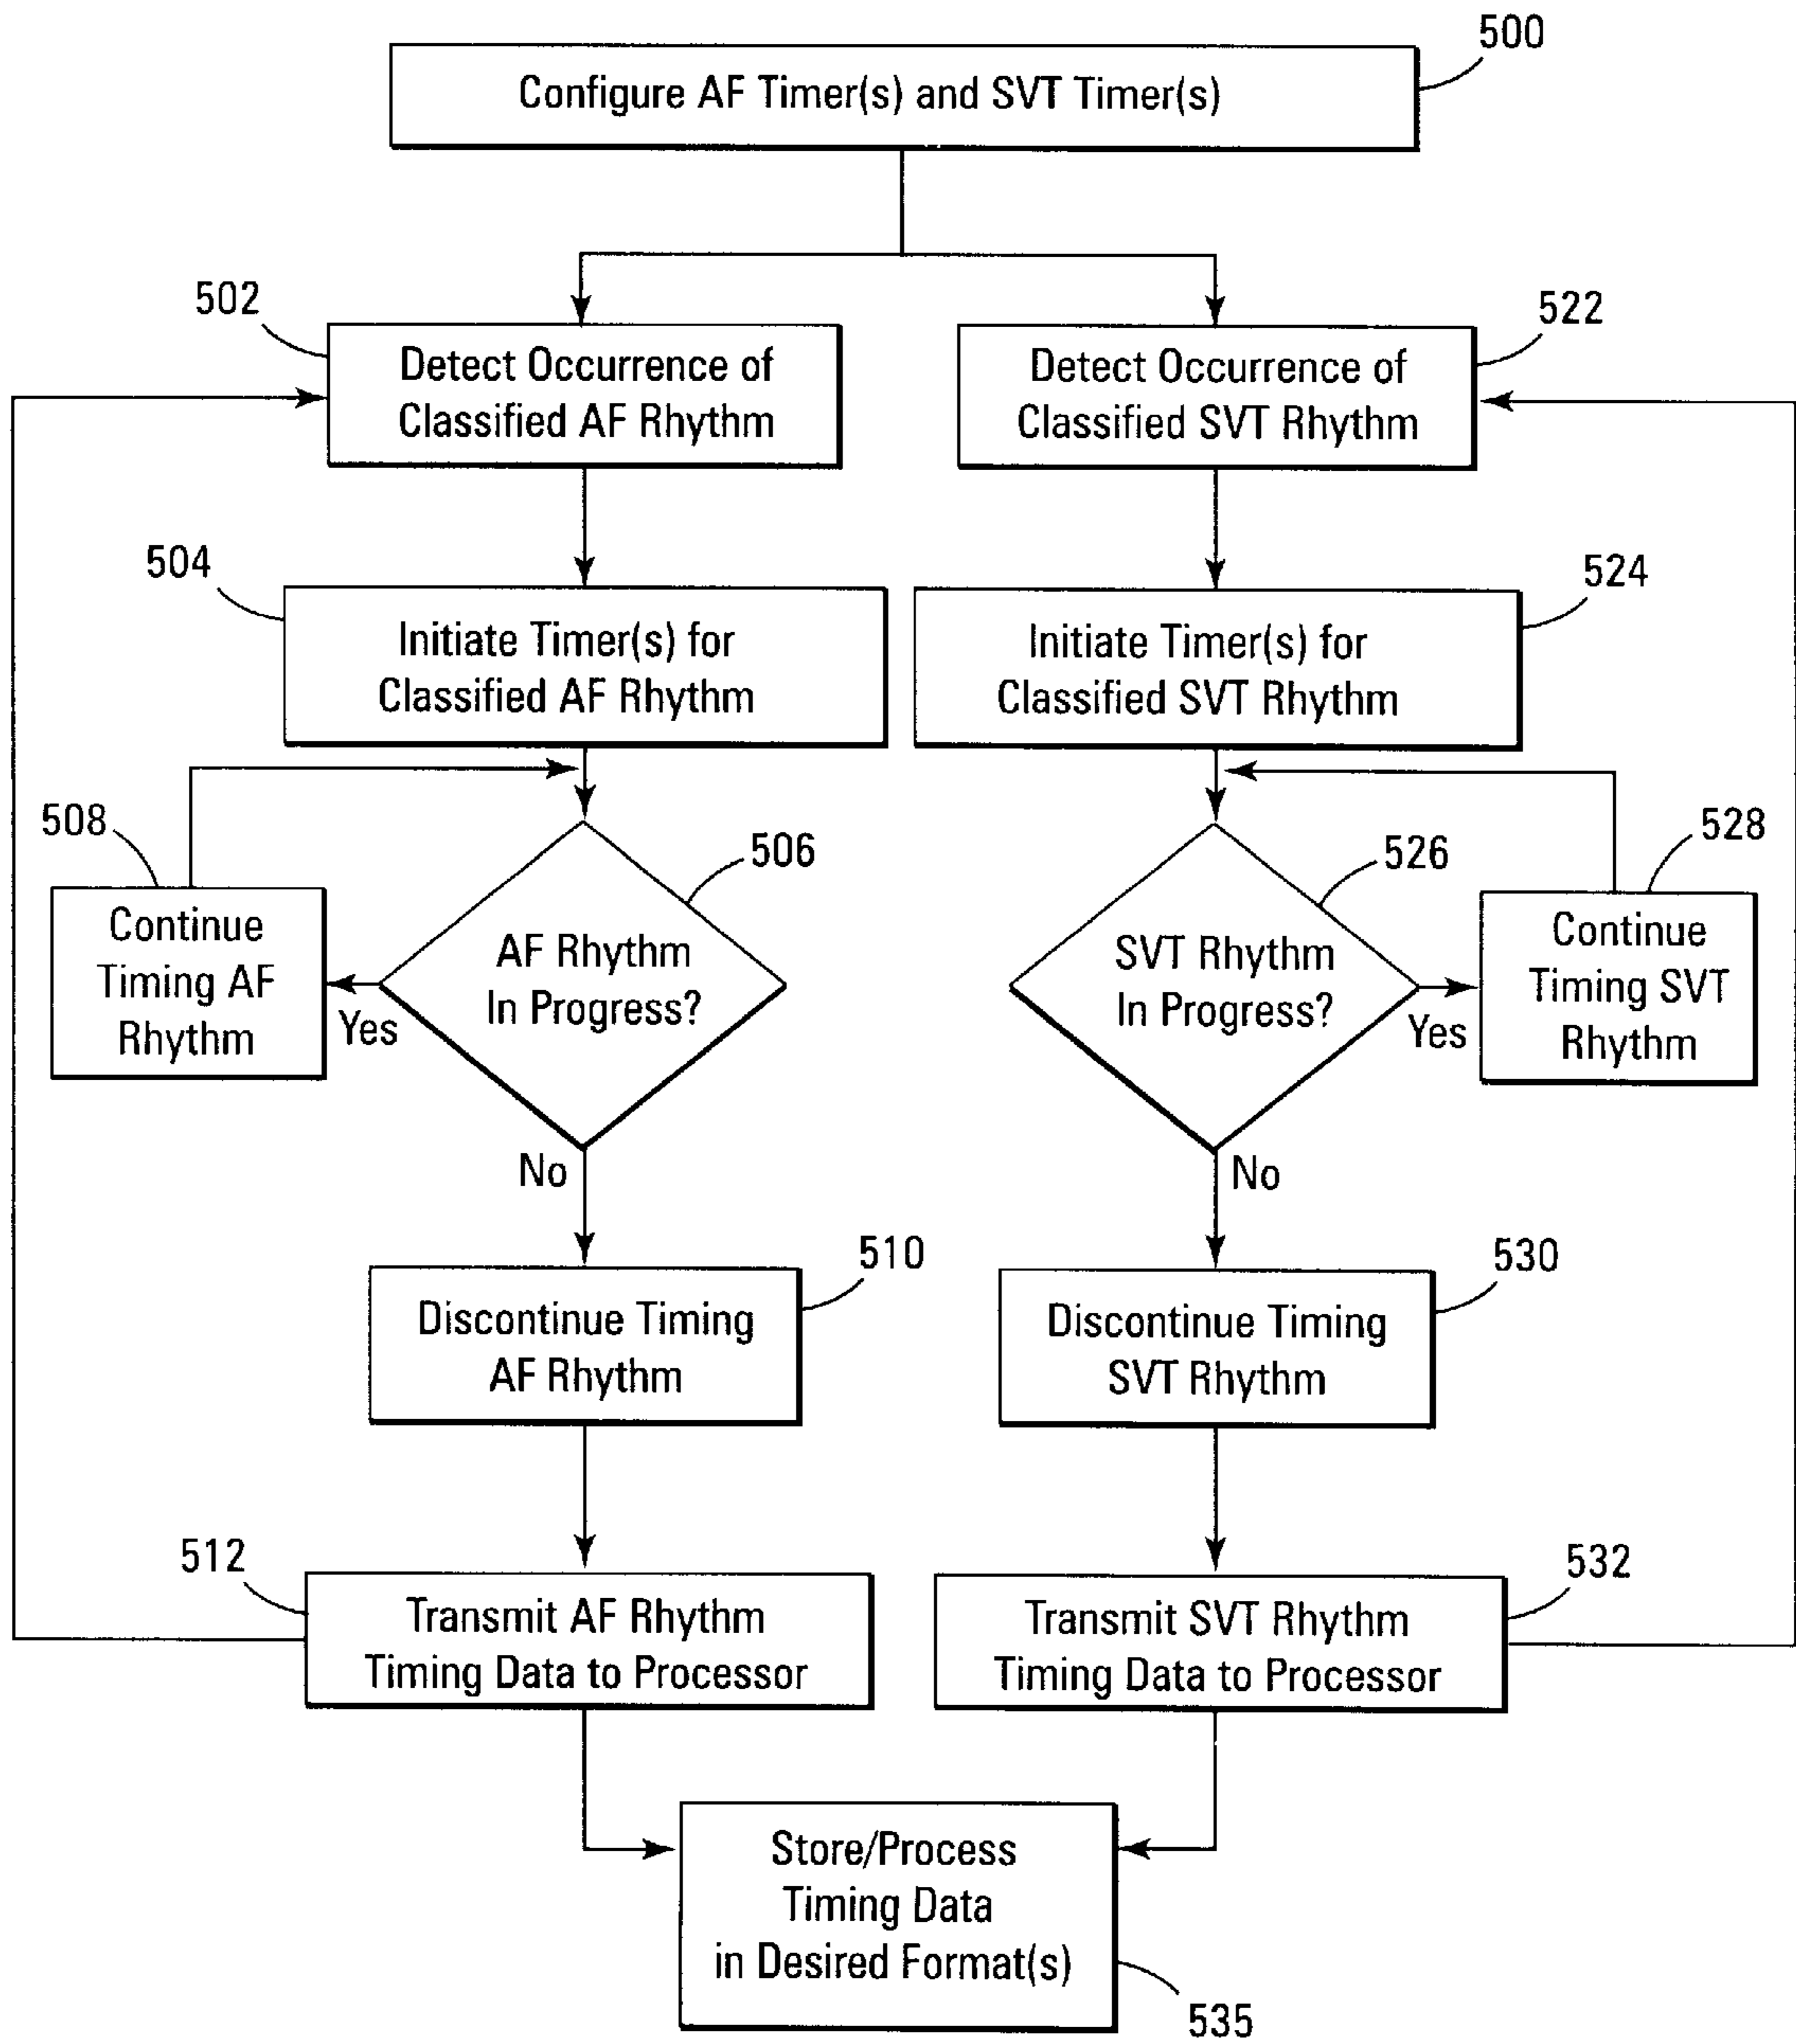 500
Configure AF Timer(s) and SVT Timer(s)
502
Detect Occurrence of
Classified AF Rhythm
522
Detect Occurrence of
Classified SVT Rhythm
504
Initiate Timer(s) for
Classified AF Rhythm
524
Initiate Timer(s) for
Classified SVT Rhythm
508
Continue
Timing AF
Rhythm
Yes
506
AF Rhythm
In Progress?
No
526
SVT Rhythm
In Progress?
Yes
No
528
Continue
Timing SVT
Rhythm
510
Discontinue Timing
AF Rhythm
530
Discontinue Timing
SVT Rhythm
512
Transmit AF Rhythm
Timing Data to Processor
532
Transmit SVT Rhythm
Timing Data to Processor
Store/Process
Timing Data
in Desired Format(s)
535